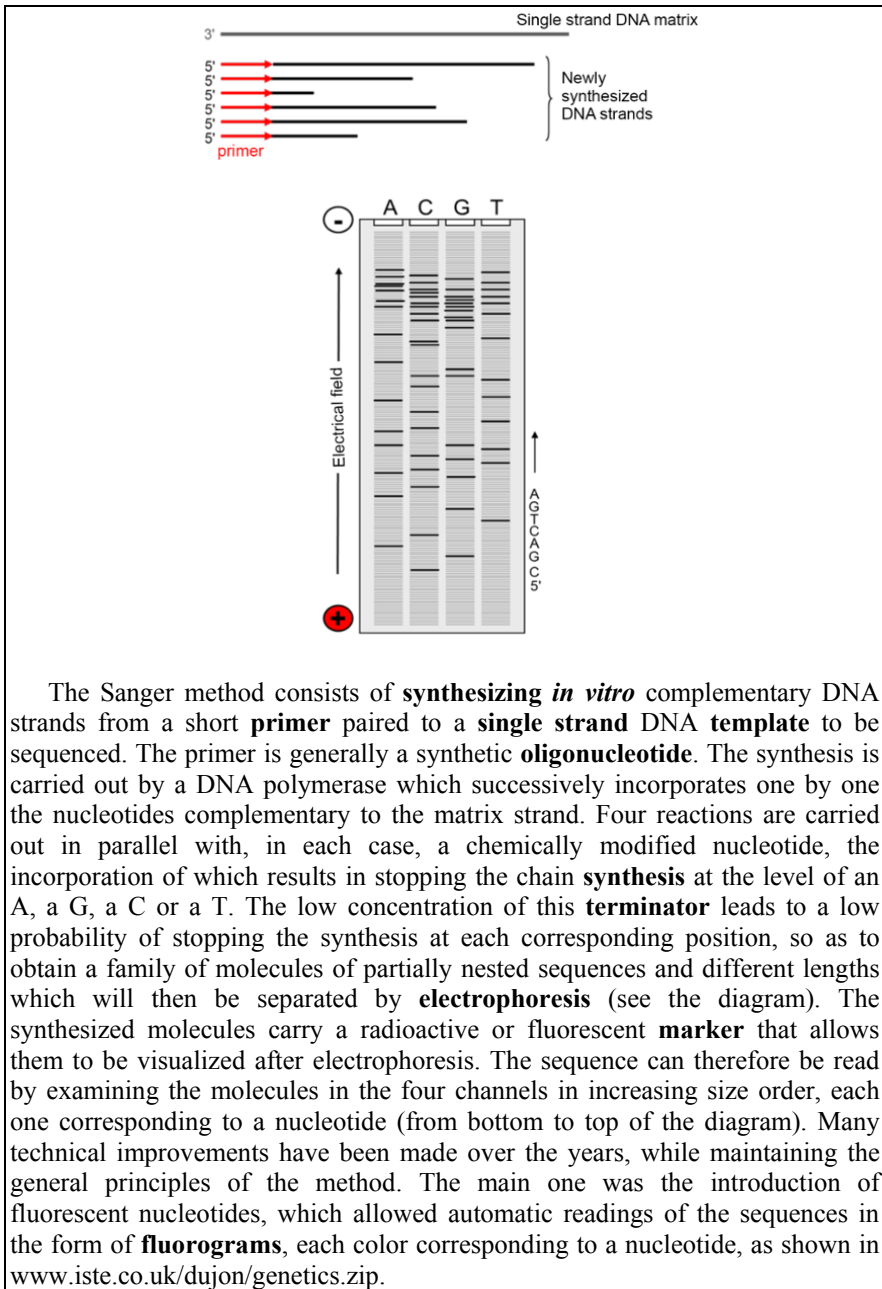 Single strand DNA matrix
3'
5'
5'
5'
5'
5'
5'
Newly
synthesized
DNA strands
primer
A C G T
-
Electrical field
A
G
T
C
A
G
C
5'
+
The Sanger method consists of synthesizing in vitro complementary DNA
strands from a short primer paired to a single strand DNA template to be
sequenced. The primer is generally a synthetic oligonucleotide. The synthesis is
carried out by a DNA polymerase which successively incorporates one by one
the nucleotides complementary to the matrix strand. Four reactions are carried
out in parallel with, in each case, a chemically modified nucleotide, the
incorporation of which results in stopping the chain synthesis at the level of an
A, a G, a C or a T. The low concentration of this terminator leads to a low
probability of stopping the synthesis at each corresponding position, so as to
obtain a family of molecules of partially nested sequences and different lengths
which will then be separated by electrophoresis (see the diagram). The
synthesized molecules carry a radioactive or fluorescent marker that allows
them to be visualized after electrophoresis. The sequence can therefore be read
by examining the molecules in the four channels in increasing size order, each
one corresponding to a nucleotide (from bottom to top of the diagram). Many
technical improvements have been made over the years, while maintaining the
general principles of the method. The main one was the introduction of
fluorescent nucleotides, which allowed automatic readings of the sequences in
the form of fluorograms, each color corresponding to a nucleotide, as shown in
www.iste.co.uk/dujon/genetics.zip.